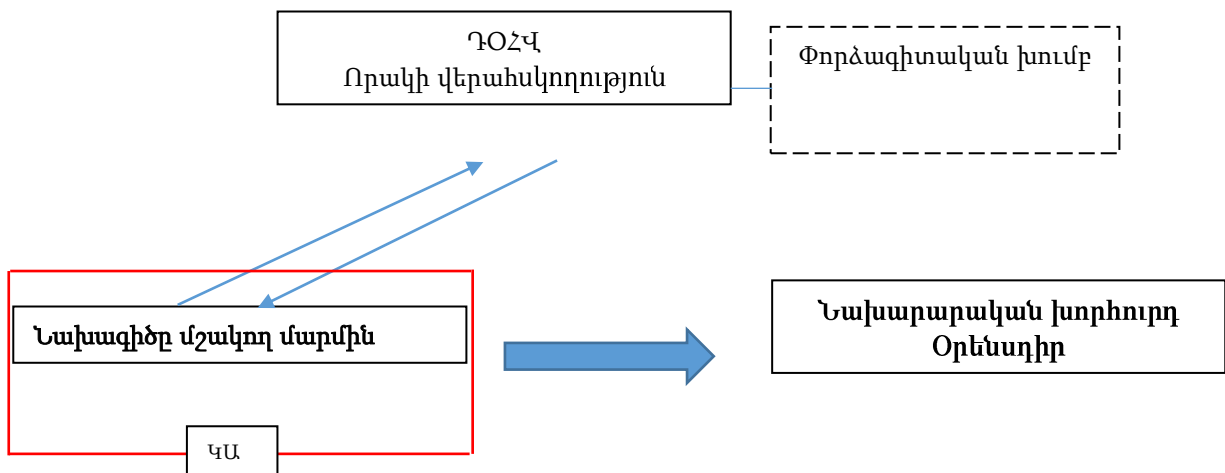 ԴՕՀՎ
Որակի վերահսկողություն
Փորձագիտական խումբ
Նախագիծը մշակող մարմին
Նախարարական խորհուրդ
Օրենսդիր
ԿԱ